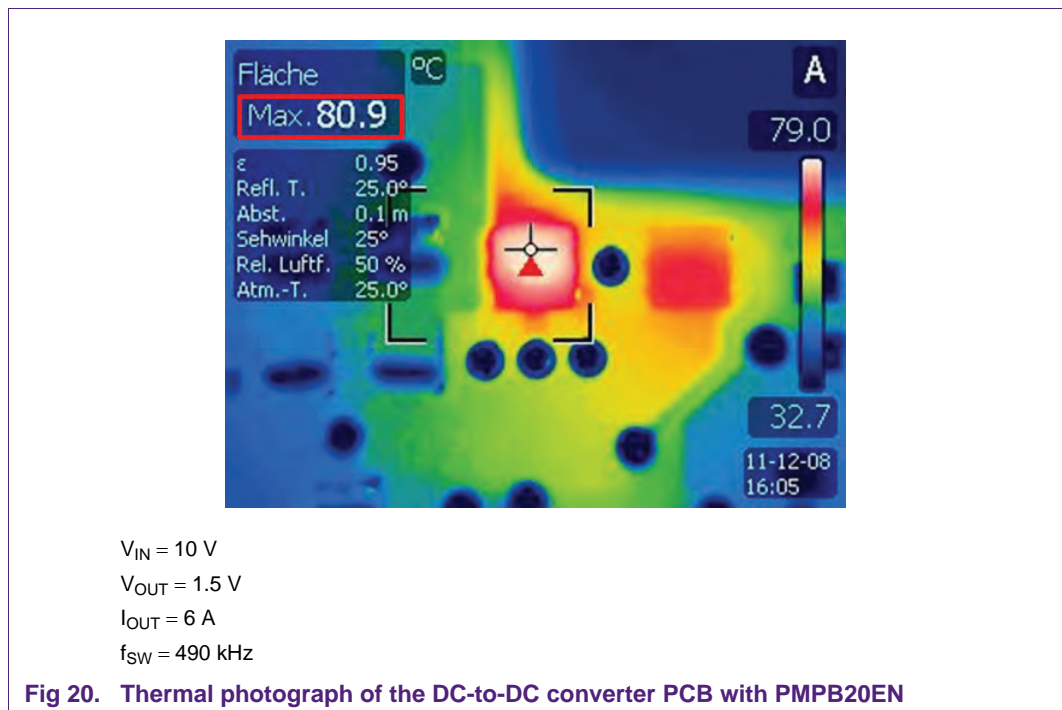 Fläche
Max. 80.9
°C
A
79.0
ε 0.95
Refl. T. 25.0°
Abst. 0.1 m
Sehwinkel 25°
Rel. Luftf. 50 %
Atm.-T. 25.0°
32.7
11-12-08
16:05
VIN = 10 V
VOUT = 1.5 V
IOUT = 6 A
fSW = 490 kHz
Fig 20. Thermal photograph of the DC-to-DC converter PCB with PMPB20EN